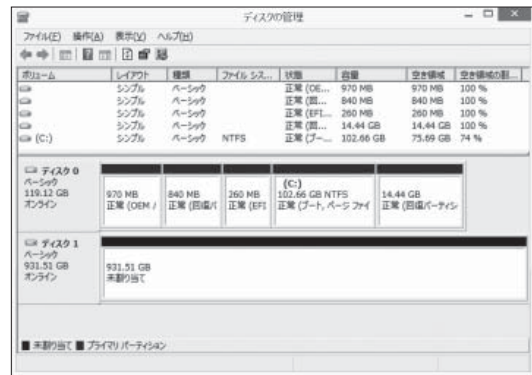 ディスクの管理
ファイル(F) 操作(A) 表示(V) ヘルプ(H)
ボリューム レイアウト 種類 ファイル シス... 状態 容量 空き領域 空き領域の割...
シンプル ベーシック 正常 (OE... 970 MB 970 MB 100 %
シンプル ベーシック 正常 (回... 840 MB 840 MB 100 %
シンプル ベーシック 正常 (EFI... 260 MB 260 MB 100 %
シンプル ベーシック 正常 (回... 14.44 GB 14.44 GB 100 %
(C:) シンプル ベーシック NTFS 正常 (ブー... 102.66 GB 75.69 GB 74 %
ディスク 0
ベーシック
119.12 GB
オンライン
970 MB
正常 (OEM /
840 MB
正常 (回復パ
260 MB
正常 (EFI
(C:)
102.66 GB NTFS
正常 (ブート, ページ ファイ
14.44 GB
正常 (回復パーティシ
ディスク 1
ベーシック
931.51 GB
オンライン
931.51 GB
未割り当て
未割り当て プライマリ パーティション